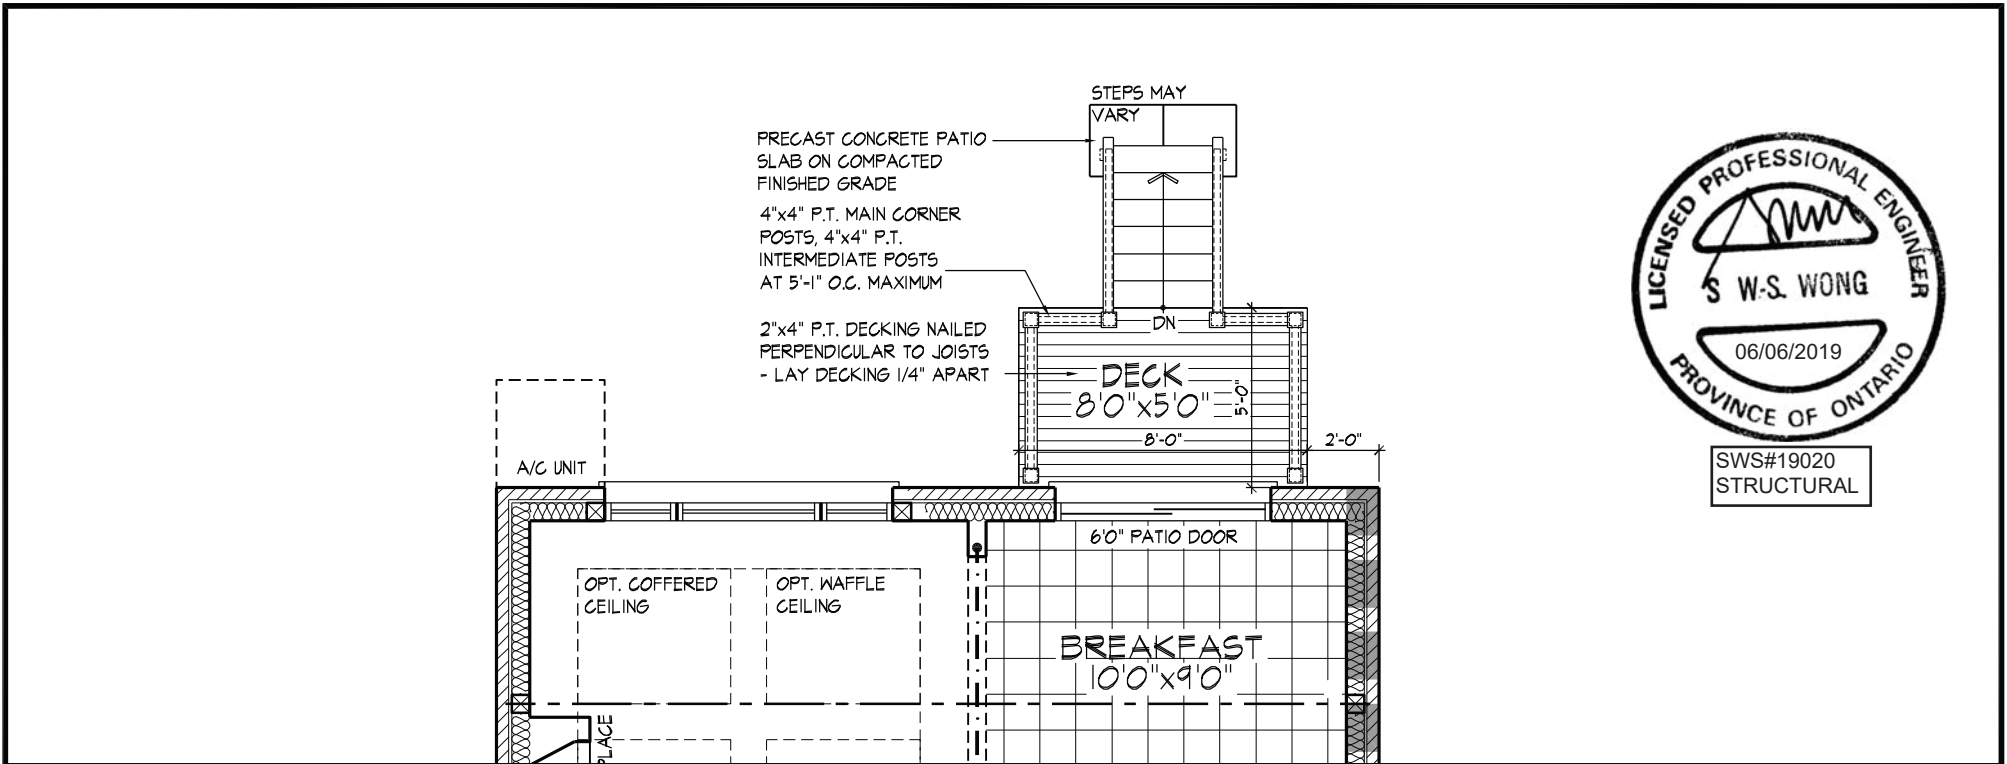 STEPS MAY
VARY
PRECAST CONCRETE PATIO
SLAB ON COMPACTED
FINISHED GRADE
4"x4" P.T. MAIN CORNER
POSTS, 4"x4" P.T.
INTERMEDIATE POSTS
AT 5'-1" O.C. MAXIMUM
2"x4" P.T. DECKING NAILED
PERPENDICULAR TO JOISTS
- LAY DECKING 1/4" APART
DN
DECK
8'0"x5'0"
5'-0"
8'-0"
2'-0"
A/C UNIT
6'0" PATIO DOOR
OPT. COFFERED
CEILING
OPT. WAFFLE
CEILING
BREAKFAST
10'0"x9'0"
PLACE
LICENSED PROFESSIONAL ENGINEER
S W.-S. WONG
06/06/2019
PROVINCE OF ONTARIO
SWS#19020
STRUCTURAL